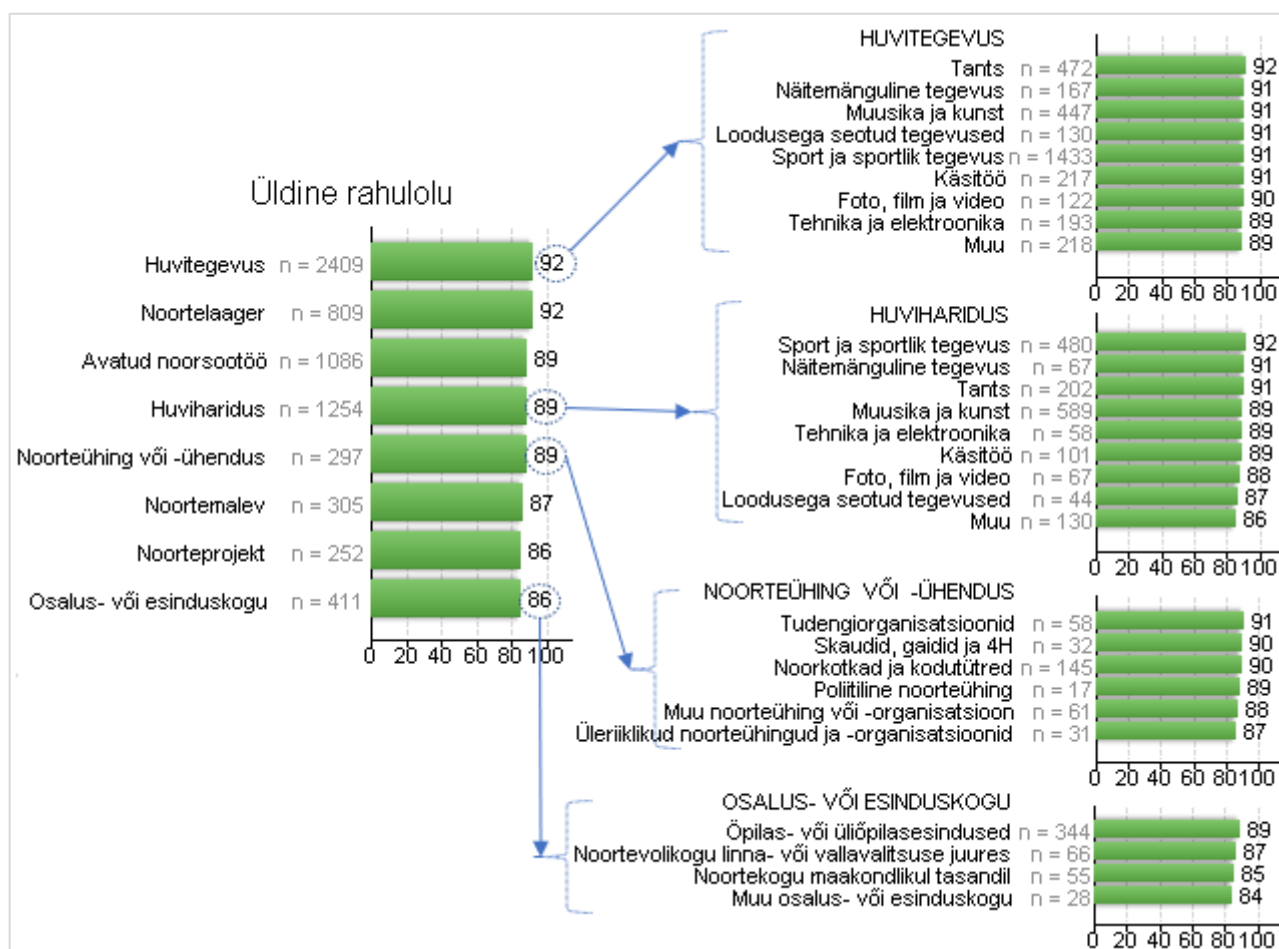 Üldine rahulolu
Huvitegevus n = 2409 92
Noortelaager n = 809 92
Avatud noorsootöö n = 1086 89
Huviharidus n = 1254 89
Noorteühing või -ühendus n = 297 89
Noortemalev n = 305 87
Noorteprojekt n = 252 86
Osalus- või esinduskogu n = 411 86
0 20 40 60 80 100
HUVITEGEVUS
Tants n = 472 92
Näitemänguline tegevus n = 167 91
Muusika ja kunst n = 447 91
Loodusega seotud tegevused n = 130 91
Sport ja sportlik tegevus n = 1433 91
Käsitöö n = 217 91
Foto, film ja video n = 122 90
Tehnika ja elektroonika n = 193 89
Muu n = 218 89
0 20 40 60 80 100
HUVIHARIDUS
Sport ja sportlik tegevus n = 480 92
Näitemänguline tegevus n = 67 91
Tants n = 202 91
Muusika ja kunst n = 589 89
Tehnika ja elektroonika n = 58 89
Käsitöö n = 101 89
Foto, film ja video n = 67 88
Loodusega seotud tegevused n = 44 87
Muu n = 130 86
0 20 40 60 80 100
NOORTEÜHING VÕI -ÜHENDUS
Tudengiorganisatsioonid n = 58 91
Skaudid, gaidid ja 4H n = 32 90
Noorkotkad ja kodutütred n = 145 90
Poliitiline noorteühing n = 17 89
Muu noorteühing või -organisatsioon n = 61 88
Üleriiklikud noorteühingud ja -organisatsioonid n = 31 87
0 20 40 60 80 100
OSALUS- VÕI ESINDUSKOGU
Õpilas- või üliõpilasesindused n = 344 89
Noortevolikogu linna- või vallavalitsuse juures n = 66 87
Noortekogu maakondlikul tasandil n = 55 85
Muu osalus- või esinduskogu n = 28 84
0 20 40 60 80 100